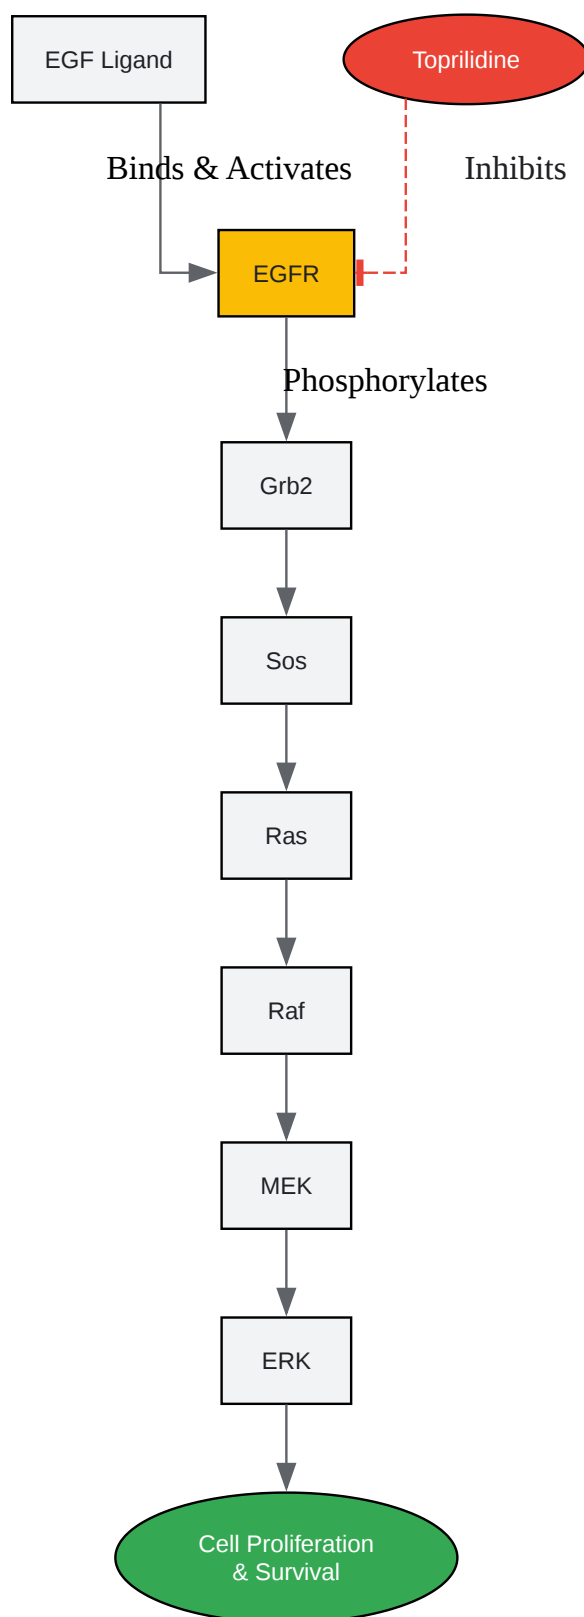 EGF Ligand
Toprilidine
Binds & Activates
Inhibits
EGFR
Phosphorylates
Grb2
Sos
Ras
Raf
MEK
ERK
Cell Proliferation
& Survival